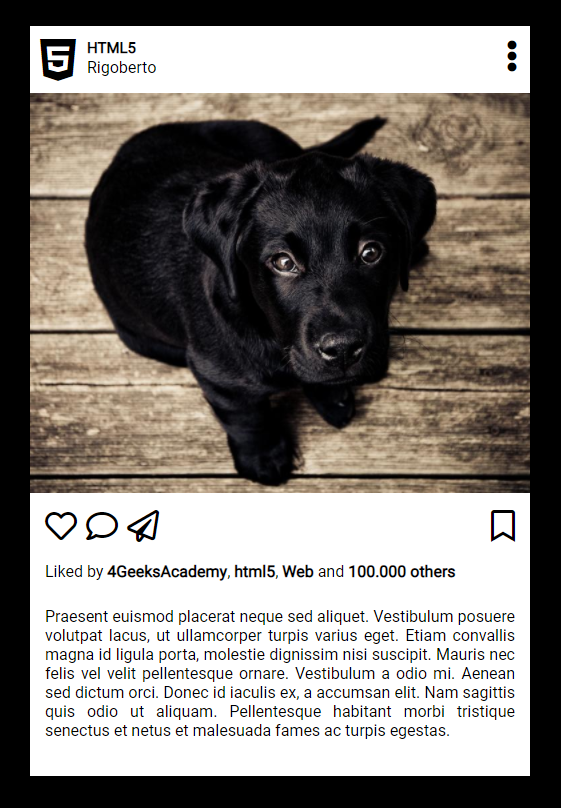 HTML5
Rigoberto
Liked by 4GeeksAcademy, html5, Web and 100.000 others
Praesent euismod placerat neque sed aliquet. Vestibulum posuere
volutpat lacus, ut ullamcorper turpis varius eget. Etiam convallis
magna id ligula porta, molestie dignissim nisi suscipit. Mauris nec
felis vel velit pellentesque ornare. Vestibulum a odio mi. Aenean
sed dictum orci. Donec id iaculis ex, a accumsan elit. Nam sagittis
quis odio ut aliquam. Pellentesque habitant morbi tristique
senectus et netus et malesuada fames ac turpis egestas.